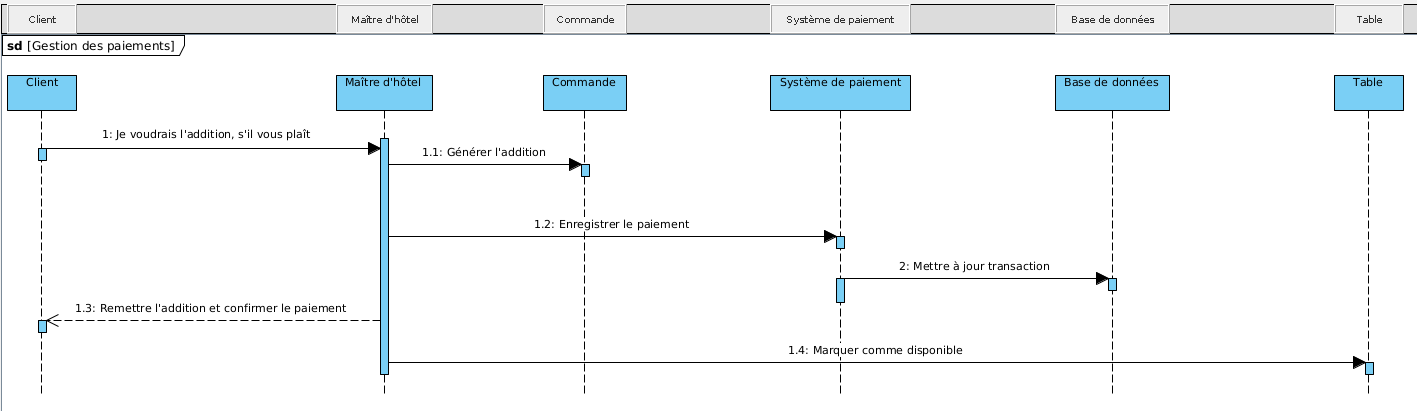 Client
Maître d'hôtel
Commande
Système de paiement
Base de données
Table
sd [Gestion des paiements]
Client
Maître d'hôtel
Commande
Système de paiement
Base de données
Table
1: Je voudrais l'addition, s'il vous plaît
1.1: Générer l'addition
1.2: Enregistrer le paiement
2: Mettre à jour transaction
1.3: Remettre l'addition et confirmer le paiement
1.4: Marquer comme disponible